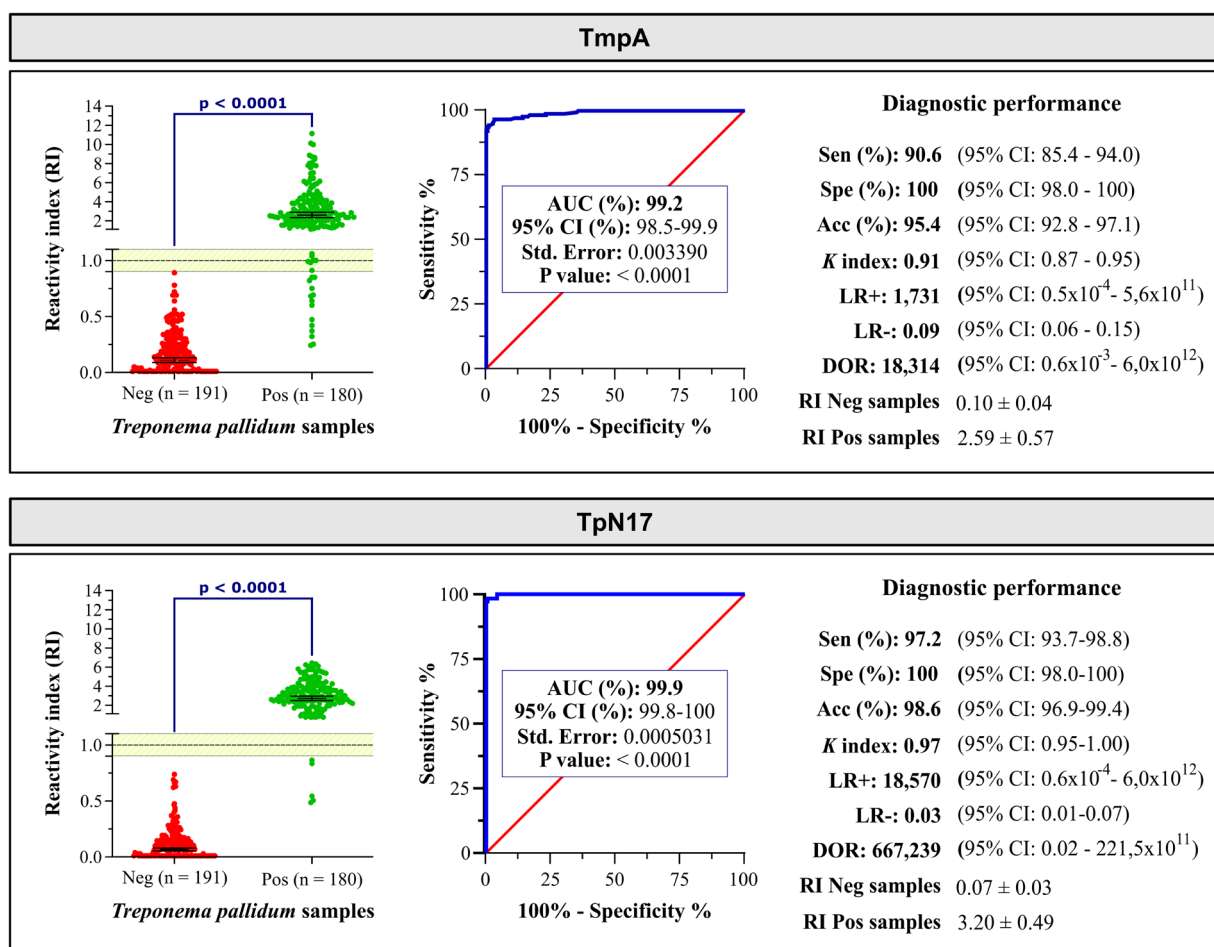 TmpA
p < 0.0001
Reactivity index (RI)
14
12
10
8
6
4
2
1.0
0.5
0.0
Neg (n = 191)
Pos (n = 180)
Treponema pallidum samples
Sensitivity %
100
75
50
25
0
AUC (%): 99.2
95% CI (%): 98.5-99.9
Std. Error: 0.003390
P value: < 0.0001
0 25 50 75 100
100% - Specificity %
Diagnostic performance
Sen (%): 90.6 (95% CI: 85.4 - 94.0)
Spe (%): 100 (95% CI: 98.0 - 100)
Acc (%): 95.4 (95% CI: 92.8 - 97.1)
K index: 0.91 (95% CI: 0.87 - 0.95)
LR+: 1,731 (95% CI: 0.5x10⁻⁴- 5,6x10¹¹)
LR-: 0.09 (95% CI: 0.06 - 0.15)
DOR: 18,314 (95% CI: 0.6x10⁻³- 6,0x10¹²)
RI Neg samples 0.10 ± 0.04
RI Pos samples 2.59 ± 0.57
TpN17
p < 0.0001
Reactivity index (RI)
14
12
10
8
6
4
2
1.0
0.5
0.0
Neg (n = 191)
Pos (n = 180)
Treponema pallidum samples
Sensitivity %
100
75
50
25
0
AUC (%): 99.9
95% CI (%): 99.8-100
Std. Error: 0.0005031
P value: < 0.0001
0 25 50 75 100
100% - Specificity %
Diagnostic performance
Sen (%): 97.2 (95% CI: 93.7-98.8)
Spe (%): 100 (95% CI: 98.0-100)
Acc (%): 98.6 (95% CI: 96.9-99.4)
K index: 0.97 (95% CI: 0.95-1.00)
LR+: 18,570 (95% CI: 0.6x10⁻⁴- 6,0x10¹²)
LR-: 0.03 (95% CI: 0.01-0.07)
DOR: 667,239 (95% CI: 0.02 - 221,5x10¹¹)
RI Neg samples 0.07 ± 0.03
RI Pos samples 3.20 ± 0.49